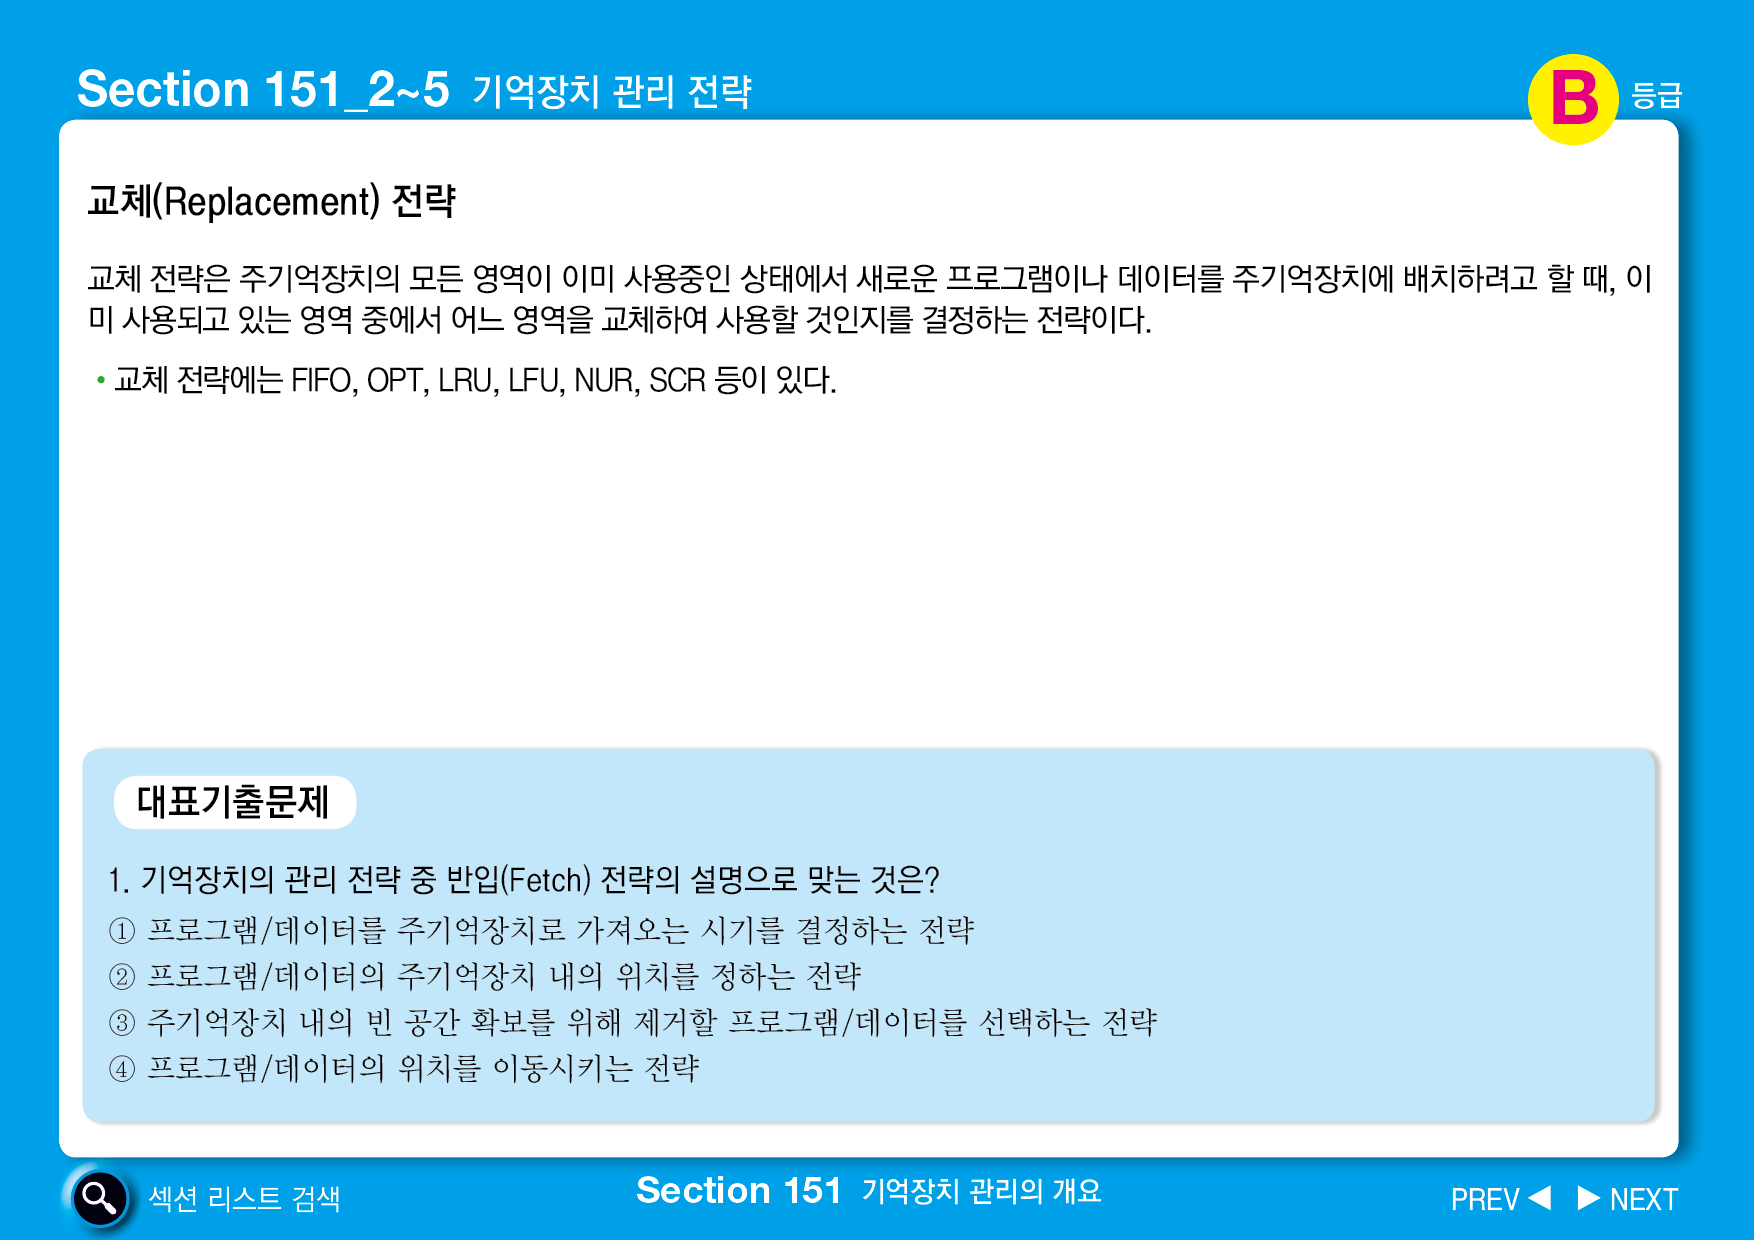 Section 151_2~5 기억장치 관리 전략
B 등급
교체(Replacement) 전략
교체 전략은 주기억장치의 모든 영역이 이미 사용중인 상태에서 새로운 프로그램이나 데이터를 주기억장치에 배치하려고 할 때, 이
미 사용되고 있는 영역 중에서 어느 영역을 교체하여 사용할 것인지를 결정하는 전략이다.
• 교체 전략에는 FIFO, OPT, LRU, LFU, NUR, SCR 등이 있다.
대표기출문제
1. 기억장치의 관리 전략 중 반입(Fetch) 전략의 설명으로 맞는 것은?
① 프로그램/데이터를 주기억장치로 가져오는 시기를 결정하는 전략
② 프로그램/데이터의 주기억장치 내의 위치를 정하는 전략
③ 주기억장치 내의 빈 공간 확보를 위해 제거할 프로그램/데이터를 선택하는 전략
④ 프로그램/데이터의 위치를 이동시키는 전략
섹션 리스트 검색
Section 151 기억장치 관리의 개요
PREV ◀ ▶ NEXT